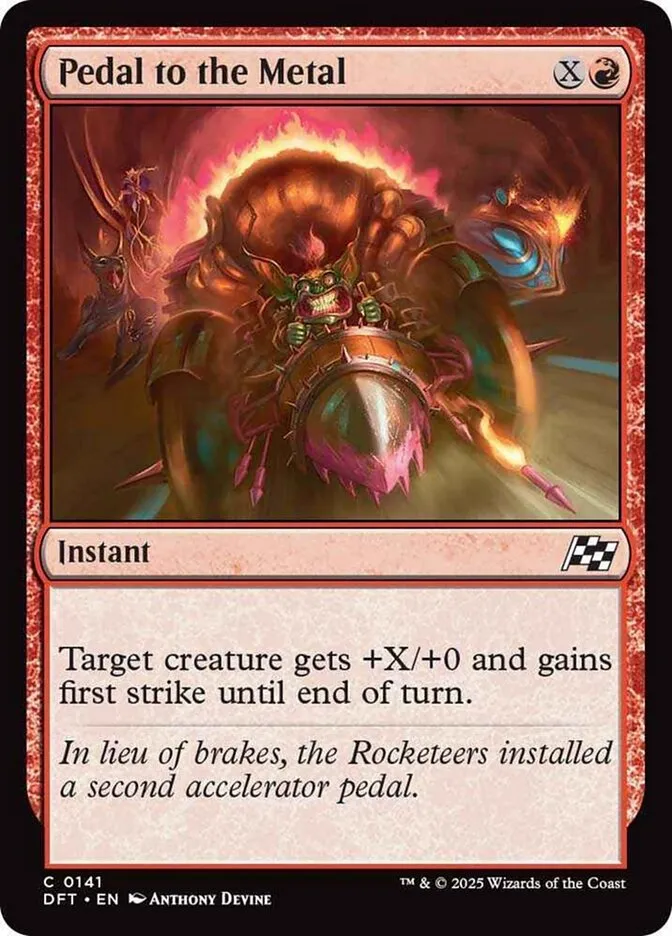 Pedal to the Metal X
Instant
Target creature gets +X/+0 and gains
first strike until end of turn.
In lieu of brakes, the Rocketeers installed
a second accelerator pedal.
C 0141
DFT • EN Anthony Devine
™ & © 2025 Wizards of the Coast